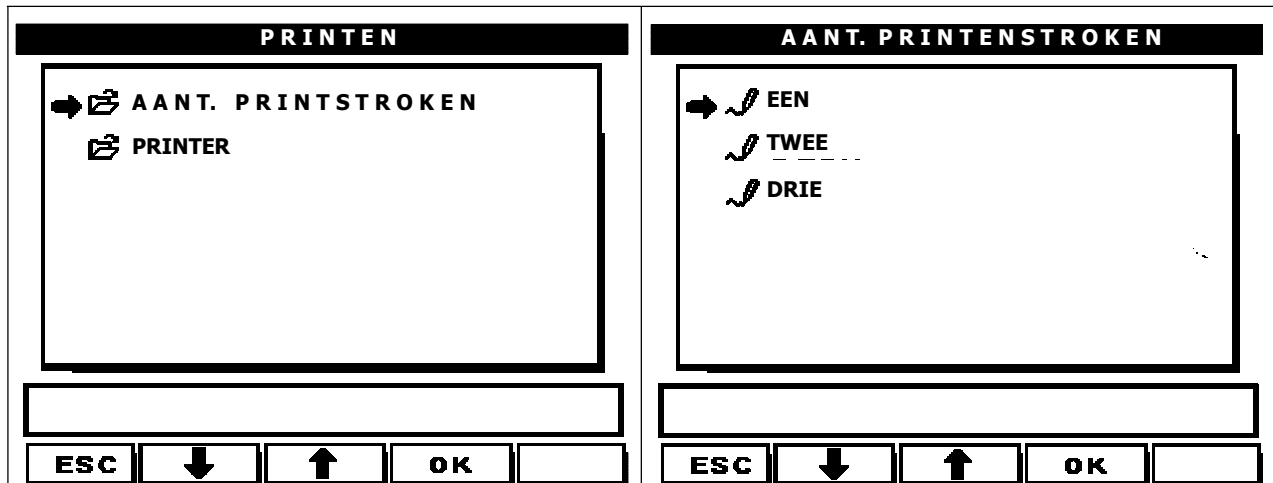 PRINTEN
AANT. PRINTSTROKEN
PRINTER
ESC
OK
AANT. PRINTENSTROKEN
EEN
TWEE
DRIE
ESC
OK